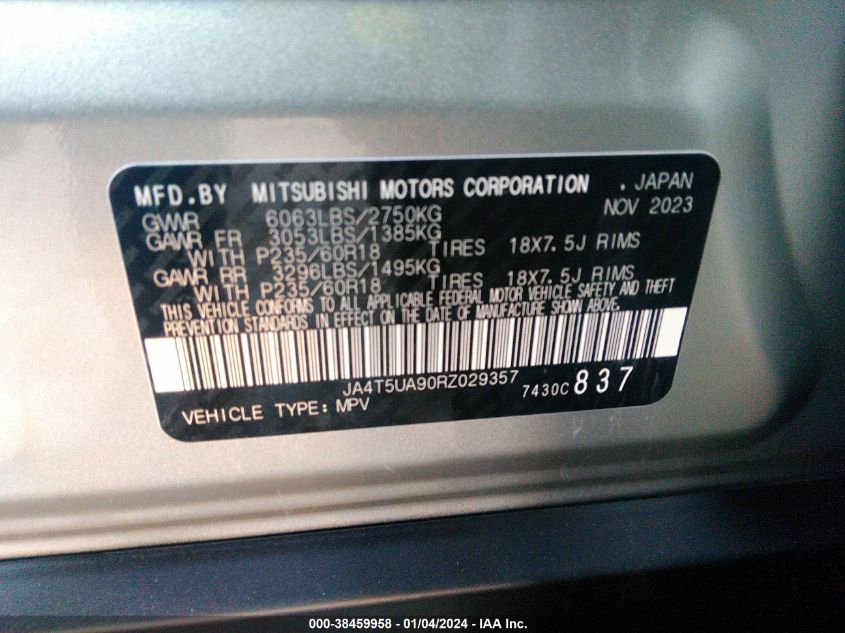 MFD.BY MITSUBISHI MOTORS CORPORATION . JAPAN
GVWR 6063LBS/2750KG NOV 2023
GAWR FR 3053LBS/1385KG
WITH P235/60R18 TIRES 18X7.5J RIMS
GAWR RR 3296LBS/1495KG
WITH P235/60R18 TIRES 18X7.5J RIMS
THIS VEHICLE CONFORMS TO ALL APPLICABLE FEDERAL MOTOR VEHICLE SAFETY AND THEFT
PREVENTION STANDARDS IN EFFECT ON THE DATE OF MANUFACTURE SHOWN ABOVE.
JA4T5UA90RZ029357 7430C 837
VEHICLE TYPE: MPV
000-38459958 - 01/04/2024 - IAA Inc.